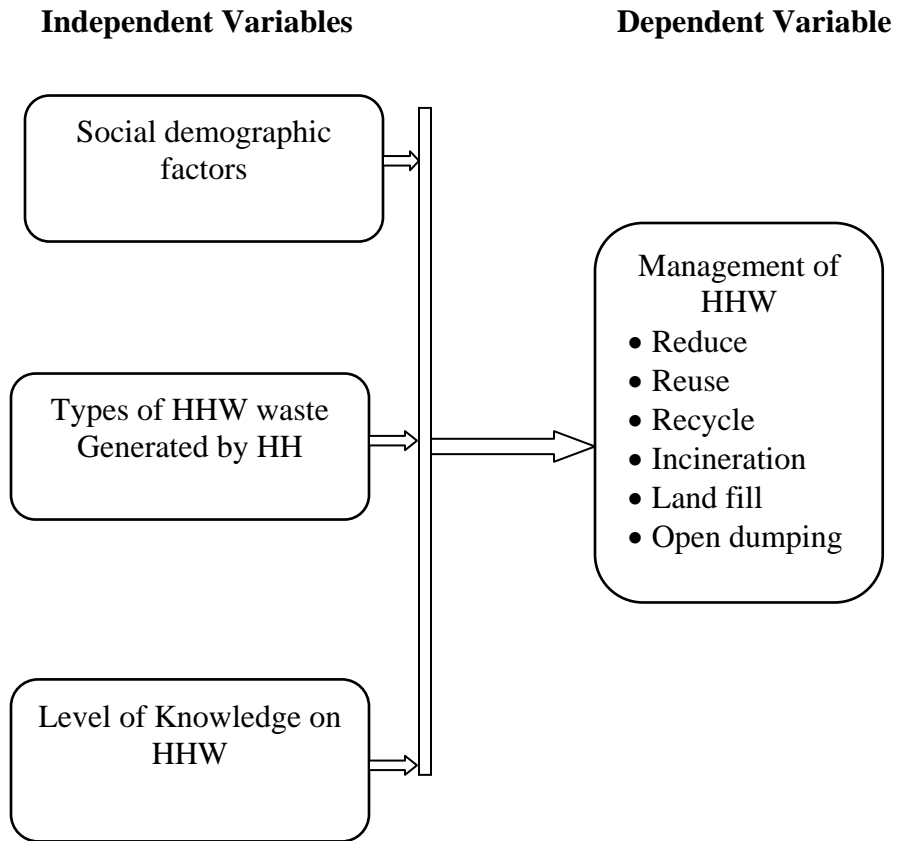 Independent Variables
Dependent Variable
Social demographic
factors
Types of HHW waste
Generated by HH
Level of Knowledge on
HHW
Management of
HHW
• Reduce
• Reuse
• Recycle
• Incineration
• Land fill
• Open dumping